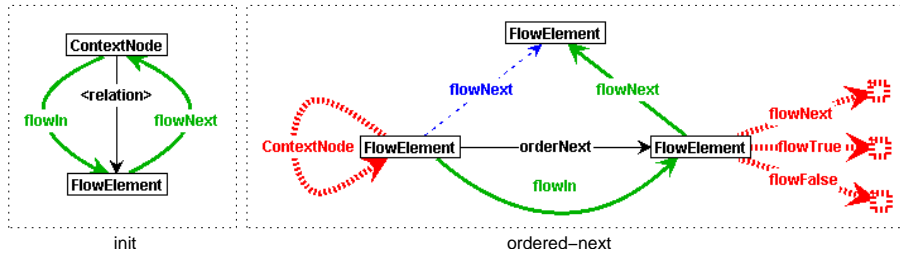 ContextNode
<relation>
flowIn
flowNext
FlowElement
init
FlowElement
flowNext
flowNext
flowNext
ContextNode
FlowElement
orderNext
FlowElement
flowTrue
flowIn
flowFalse
ordered–next